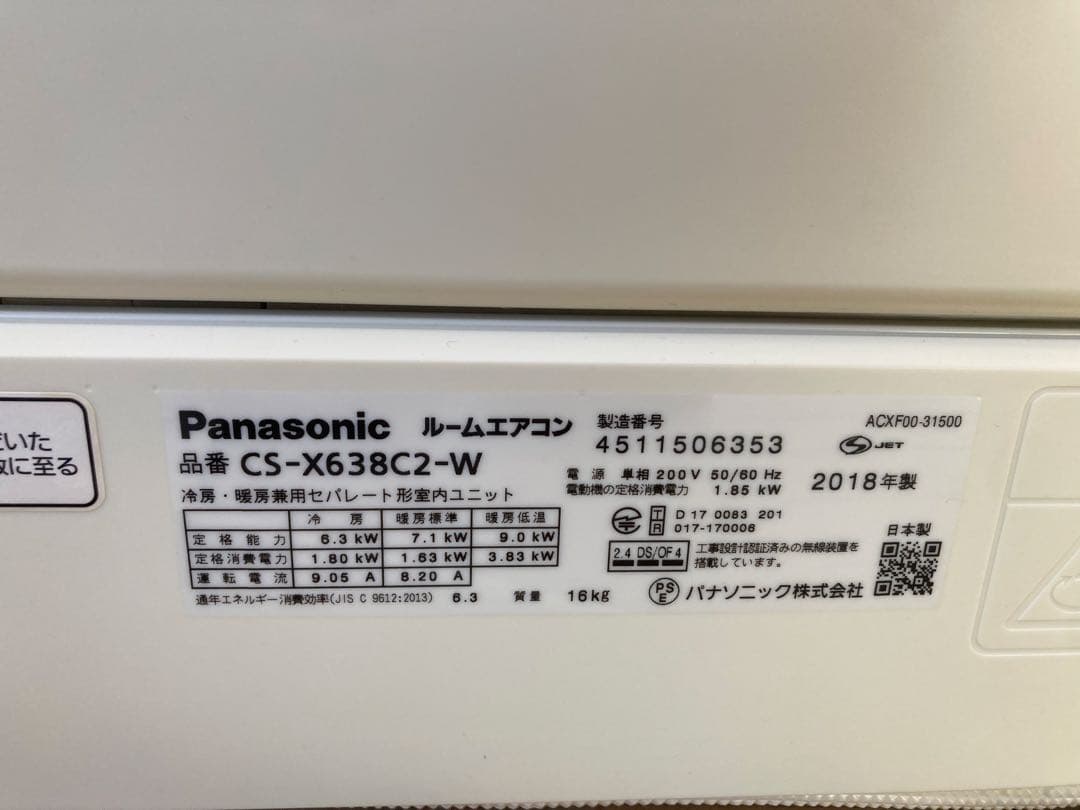 いた
に至る
Panasonic ルームエアコン
品番 CS-X638C2-W
冷房・暖房兼用セパレート形室内ユニット
冷房 暖房標準 暖房低温
定格能力 6.3 kW 7.1 kW 9.0 kW
定格消費電力 1.80 kW 1.63 kW 3.83 kW
運転電流 9.05 A 8.20 A
通年エネルギー消費効率(JIS C 9612:2013) 6.3 質量 16kg
製造番号
4511506353
電源 単相 200 V 50/60 Hz
電動機の定格消費電力 1.85 kW
ACXF00-31500
S JET
2018年製
T D 17 0083 201
R 017-170006
2.4 DS/OF 4 工事設計認証済みの無線装置を
搭載しています。
PS
E パナソニック株式会社
日本製